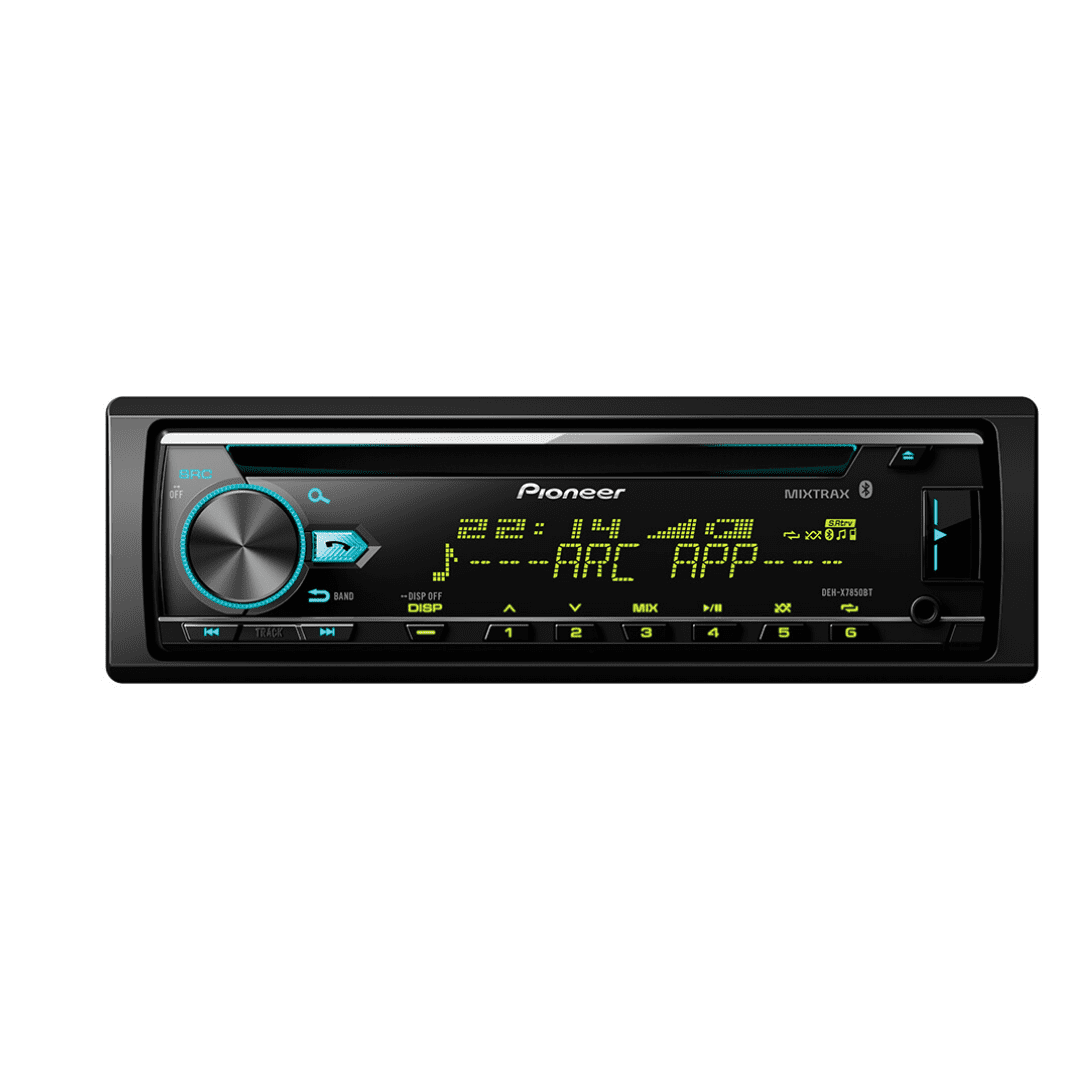 SRC
OFF
Pioneer
MIXTRAX
22:14
S.Rtrv
----ARC APP----
BAND
DISP OFF
DEH-X7850BT
DISP
MIX
TRACK
1 2 3 4 5 6